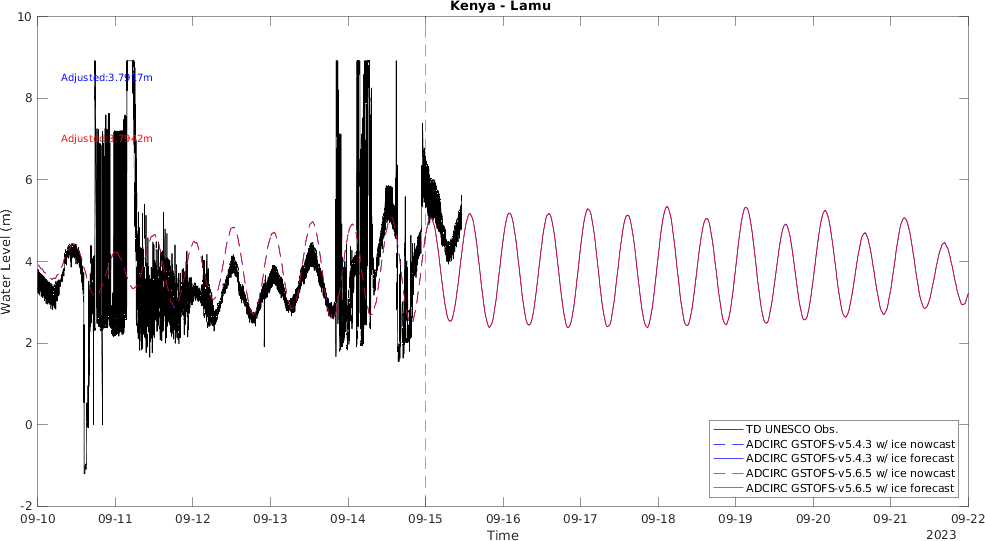 Kenya - Lamu
10
8
6
4
2
0
-2
Water Level (m)
Adjusted:3.7917m
Adjusted:3.7942m
09-10 09-11 09-12 09-13 09-14 09-15 09-16 09-17 09-18 09-19 09-20 09-21 09-22
2023
Time
TD UNESCO Obs.
ADCIRC GSTOFS-v5.4.3 w/ ice nowcast
ADCIRC GSTOFS-v5.4.3 w/ ice forecast
ADCIRC GSTOFS-v5.6.5 w/ ice nowcast
ADCIRC GSTOFS-v5.6.5 w/ ice forecast